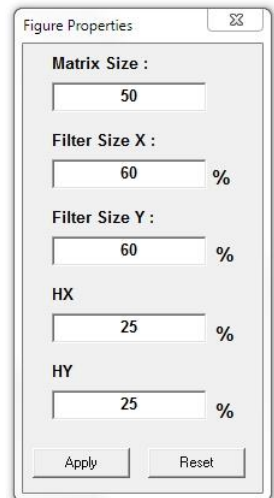 Figure Properties
Matrix Size :
50
Filter Size X :
60 %
Filter Size Y :
60 %
HX
25 %
HY
25 %
Apply Reset